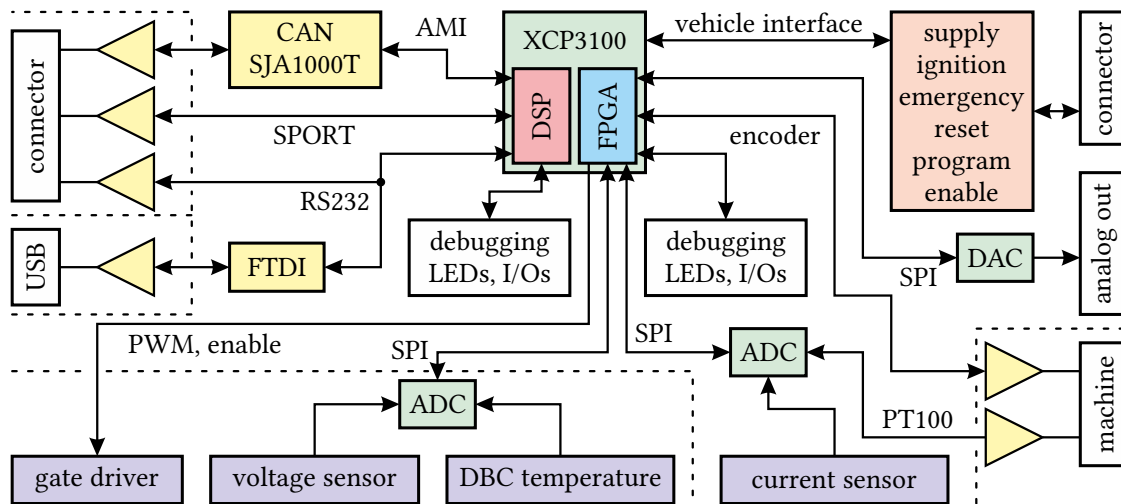 connector
CAN
SJA1000T
AMI
SPORT
RS232
USB
FTDI
XCP3100
DSP
FPGA
vehicle interface
supply
ignition
emergency
reset
program
enable
connector
encoder
debugging
LEDs, I/Os
debugging
LEDs, I/Os
SPI
DAC
analog out
PWM, enable
SPI
ADC
SPI
ADC
PT100
machine
gate driver
voltage sensor
DBC temperature
current sensor